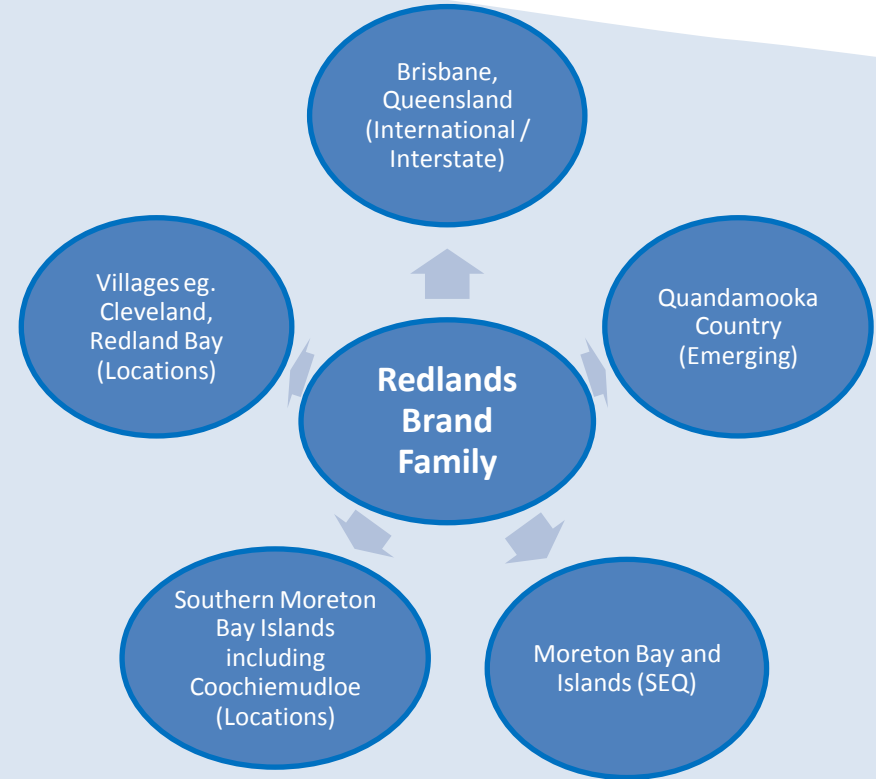 Brisbane,
Queensland
(International /
Interstate)
Villages eg.
Cleveland,
Redland Bay
(Locations)
Quandamooka
Country
(Emerging)
Redlands
Brand
Family
Southern Moreton
Bay Islands
including
Coochiemudloe
(Locations)
Moreton Bay and
Islands (SEQ)